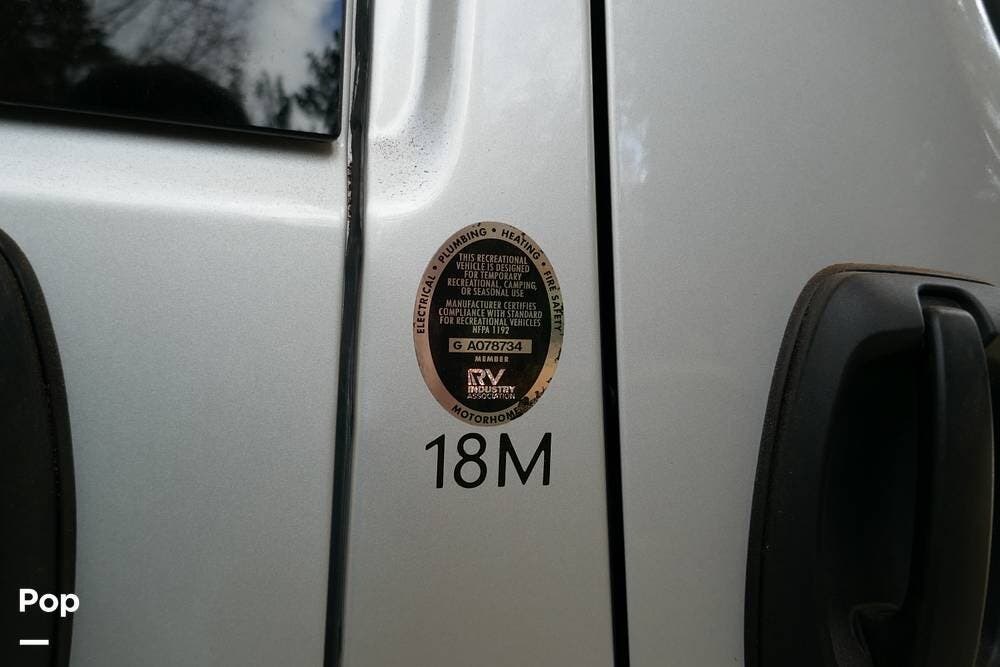 ELECTRICAL • PLUMBING • HEATING • FIRE SAFETY
THIS RECREATIONAL
VEHICLE IS DESIGNED
FOR TEMPORARY
RECREATIONAL, CAMPING,
OR SEASONAL USE
MANUFACTURER CERTIFIES
COMPLIANCE WITH STANDARD
FOR RECREATIONAL VEHICLES
NFPA 1192
G A078734
MEMBER
RV
INDUSTRY
ASSOCIATION
MOTORHOME
18M
Pop